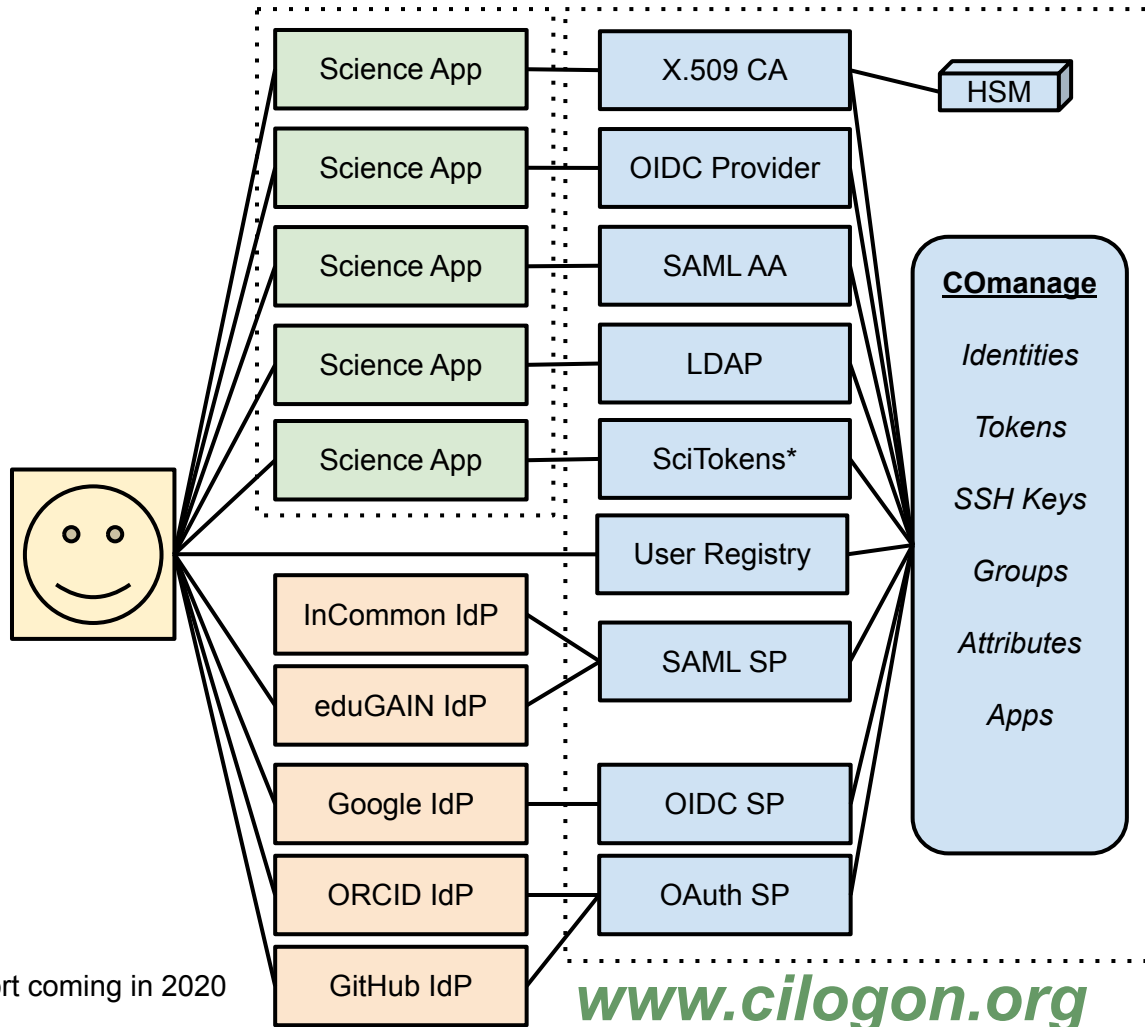 Science App
X.509 CA
HSM
Science App
OIDC Provider
Science App
SAML AA
Science App
LDAP
Science App
SciTokens*
User Registry
InCommon IdP
eduGAIN IdP
SAML SP
Google IdP
OIDC SP
ORCID IdP
OAuth SP
GitHub IdP
COmanage
Identities
Tokens
SSH Keys
Groups
Attributes
Apps
coming in 2020
www.cilogon.org